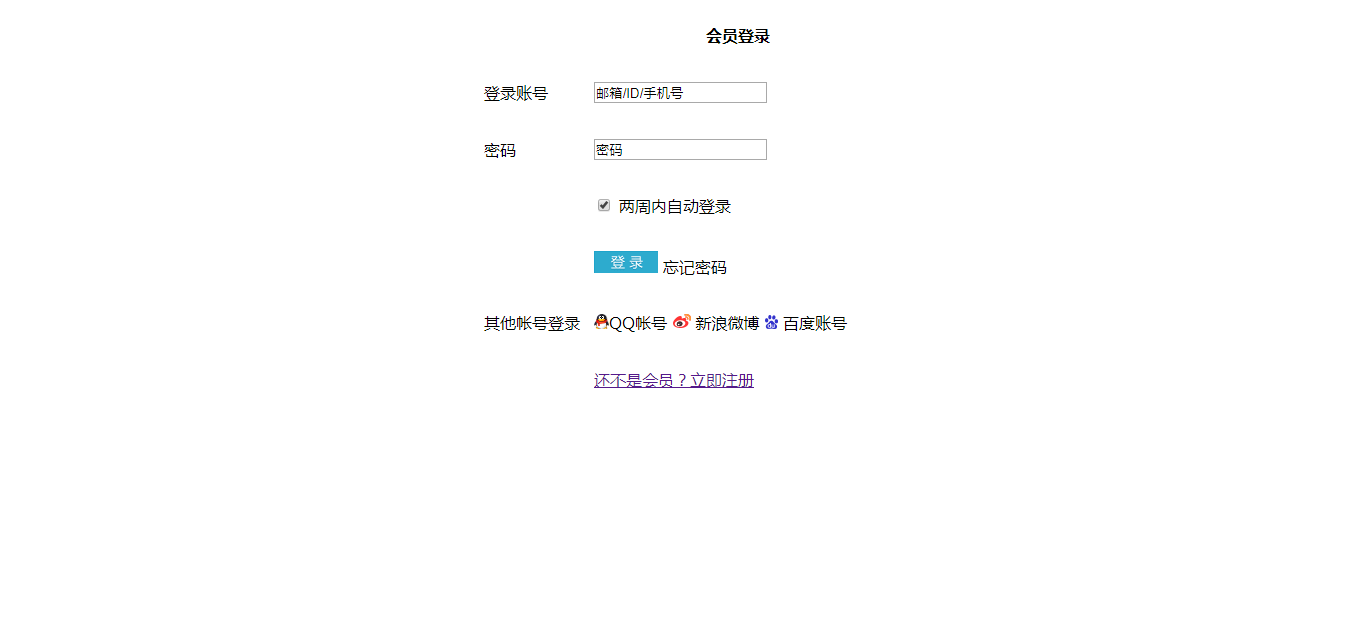 会员登录
登录账号 邮箱/ID/手机号
密码 密码
两周内自动登录
登 录 忘记密码
其他帐号登录 QQ帐号 新浪微博 百度账号
还不是会员？立即注册